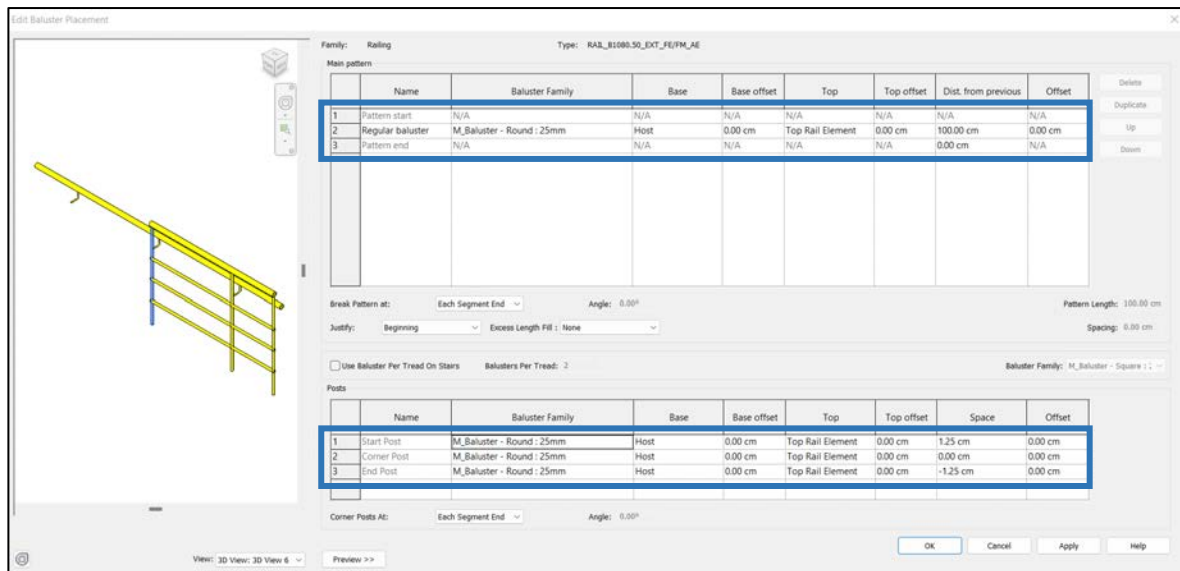 Edit Baluster Placement
Family: Railing Type: RAIL_B1080.50_EXT_FE/FM_AE
Main pattern
Name Baluster Family Base Base offset Top Top offset Dist. from previous Offset
1 Pattern start N/A N/A N/A N/A N/A N/A N/A
2 Regular baluster M_Baluster - Round : 25mm Host 0.00 cm Top Rail Element 0.00 cm 100.00 cm 0.00 cm
3 Pattern end N/A N/A N/A N/A N/A 0.00 cm N/A
Delete
Duplicate
Up
Down
Break Pattern at: Each Segment End Angle: 0.00° Pattern Length: 100.00 cm
Justify: Beginning Excess Length Fill : None Spacing: 0.00 cm
Use Baluster Per Tread On Stairs Balusters Per Tread: 2 Baluster Family: M_Baluster - Square :
Posts
Name Baluster Family Base Base offset Top Top offset Space Offset
1 Start Post M_Baluster - Round : 25mm Host 0.00 cm Top Rail Element 0.00 cm 1.25 cm 0.00 cm
2 Corner Post M_Baluster - Round : 25mm Host 0.00 cm Top Rail Element 0.00 cm 0.00 cm 0.00 cm
3 End Post M_Baluster - Round : 25mm Host 0.00 cm Top Rail Element 0.00 cm -1.25 cm 0.00 cm
Corner Posts At: Each Segment End Angle: 0.00°
OK Cancel Apply Help
View: 3D View: 3D View 6 Preview >>